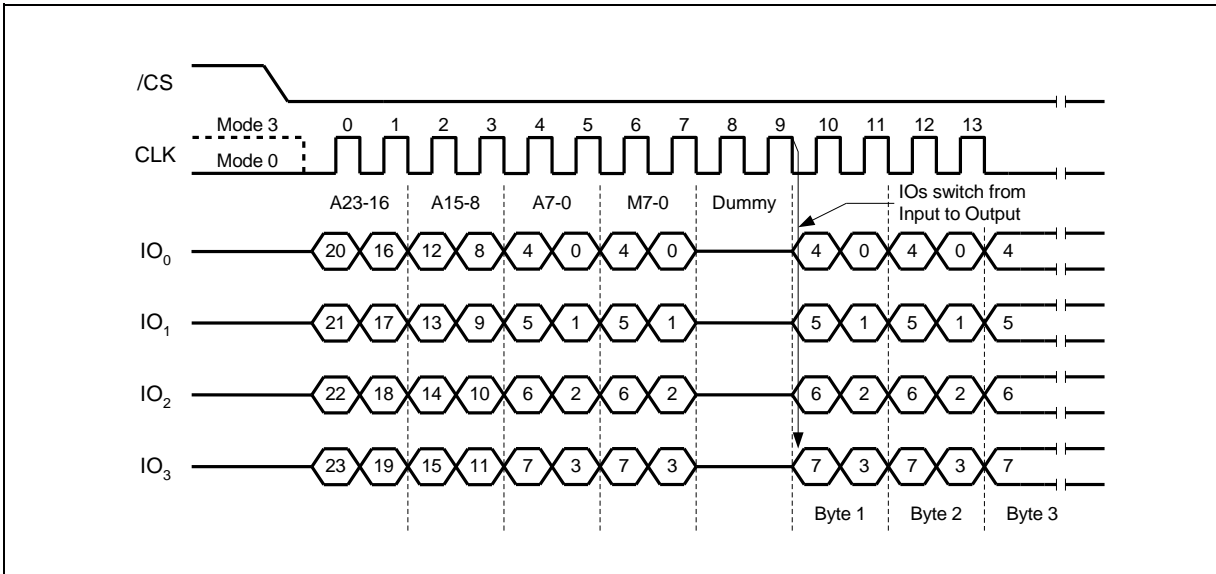 /CS
Mode 3
0 1 2 3 4 5 6 7 8 9 10 11 12 13
CLK
Mode 0
A23-16 A15-8 A7-0 M7-0 Dummy
IOs switch from
Input to Output
IO0 20 16 12 8 4 0 4 0 4 0 4 0 4
IO1 21 17 13 9 5 1 5 1 5 1 5 1 5
IO2 22 18 14 10 6 2 6 2 6 2 6 2 6
IO3 23 19 15 11 7 3 7 3 7 3 7 3 7
Byte 1 Byte 2 Byte 3